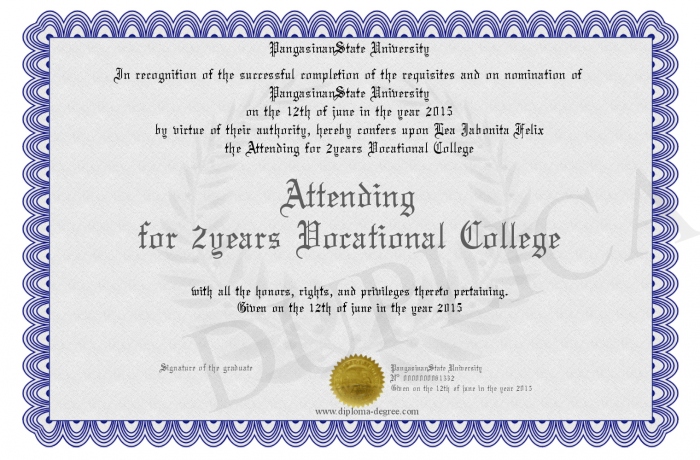 PangasinanState University
In recognition of the successful completion of the requisites and on nomination of
PangasinanState University
on the 12th of june in the year 2015
by virtue of their authority, hereby confers upon Lea Jabonita Felix
the Attending for 2years Vocational College
Attending
for 2years Vocational College
with all the honors, rights, and privileges thereto pertaining.
Given on the 12th of june in the year 2015
DUPLICA
Signature of the graduate
PangasinanState University
Given on the 12th of june in the year 2015
www.diploma-degree.com